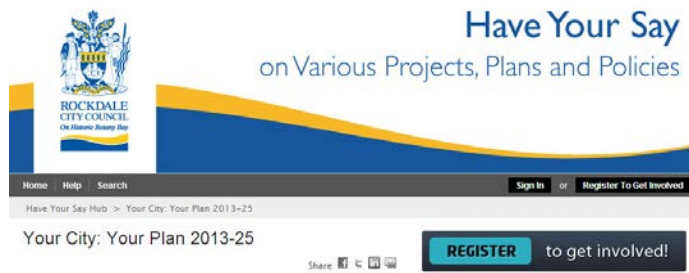 Have Your Say
on Various Projects, Plans and Policies
ROCKDALE
CITY COUNCIL
On Historic Botany Bay
Home Help Search Sign In or Register To Get Involved
Have Your Say Hub > Your City: Your Plan 2013-25
Your City: Your Plan 2013-25
Share
REGISTER to get involved!